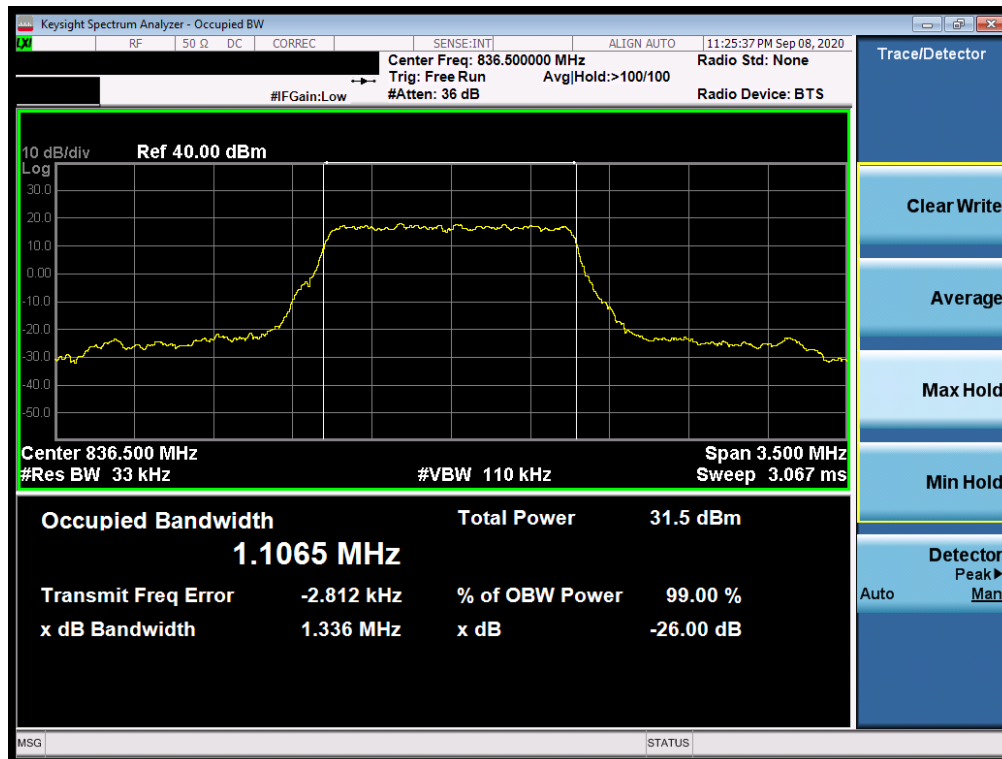 Keysight Spectrum Analyzer - Occupied BW
LXI RF 50 Ω DC CORREC SENSE:INT ALIGN AUTO 11:25:37 PM Sep 08, 2020
Center Freq: 836.500000 MHz Radio Std: None
Trig: Free Run Avg|Hold:>100/100
#IFGain:Low #Atten: 36 dB Radio Device: BTS
10 dB/div Ref 40.00 dBm
Log
30.0
20.0
10.0
0.00
-10.0
-20.0
-30.0
-40.0
-50.0
Center 836.500 MHz Span 3.500 MHz
#Res BW 33 kHz #VBW 110 kHz Sweep 3.067 ms
Occupied Bandwidth Total Power 31.5 dBm
1.1065 MHz
Transmit Freq Error -2.812 kHz % of OBW Power 99.00 %
x dB Bandwidth 1.336 MHz x dB -26.00 dB
MSG STATUS
Trace/Detector
Clear Write
Average
Max Hold
Min Hold
Detector
Peak▶
Auto Man